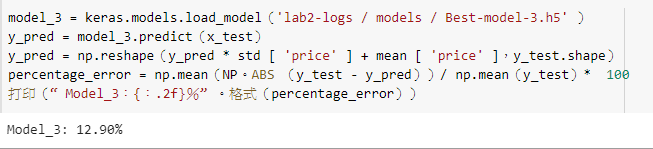 model_3 = keras.models.load_model（'lab2-logs / models / Best-model-3.h5' ）
y_pred = model_3.predict（x_test）
y_pred = np.reshape（y_pred * std [ 'price' ] + mean [ 'price' ]，y_test.shape）
percentage_error = np.mean（NP。ABS （y_test - y_pred））/ np.mean（y_test）* 100
打印（“ Model_3：{：.2f}％” 。格式（percentage_error））
Model_3: 12.90%